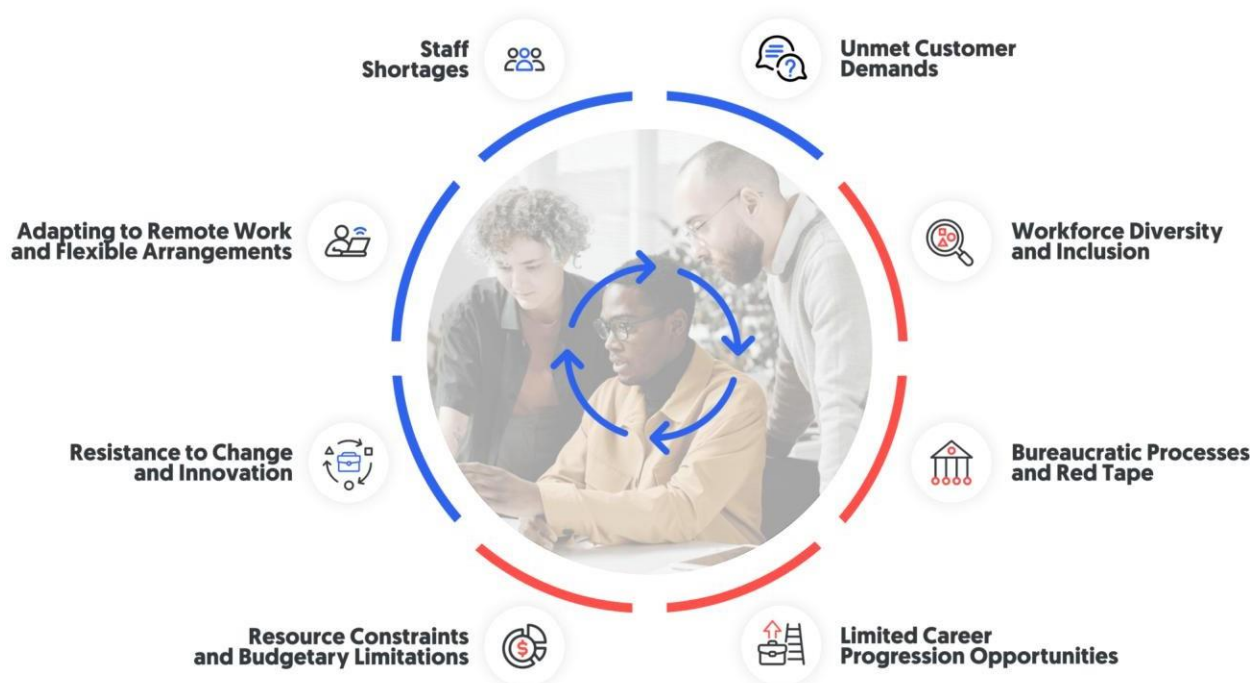 Staff
Shortages
Unmet Customer
Demands
Adapting to Remote Work
and Flexible Arrangements
Workforce Diversity
and Inclusion
Resistance to Change
and Innovation
Bureaucratic Processes
and Red Tape
Resource Constraints
and Budgetary Limitations
Limited Career
Progression Opportunities